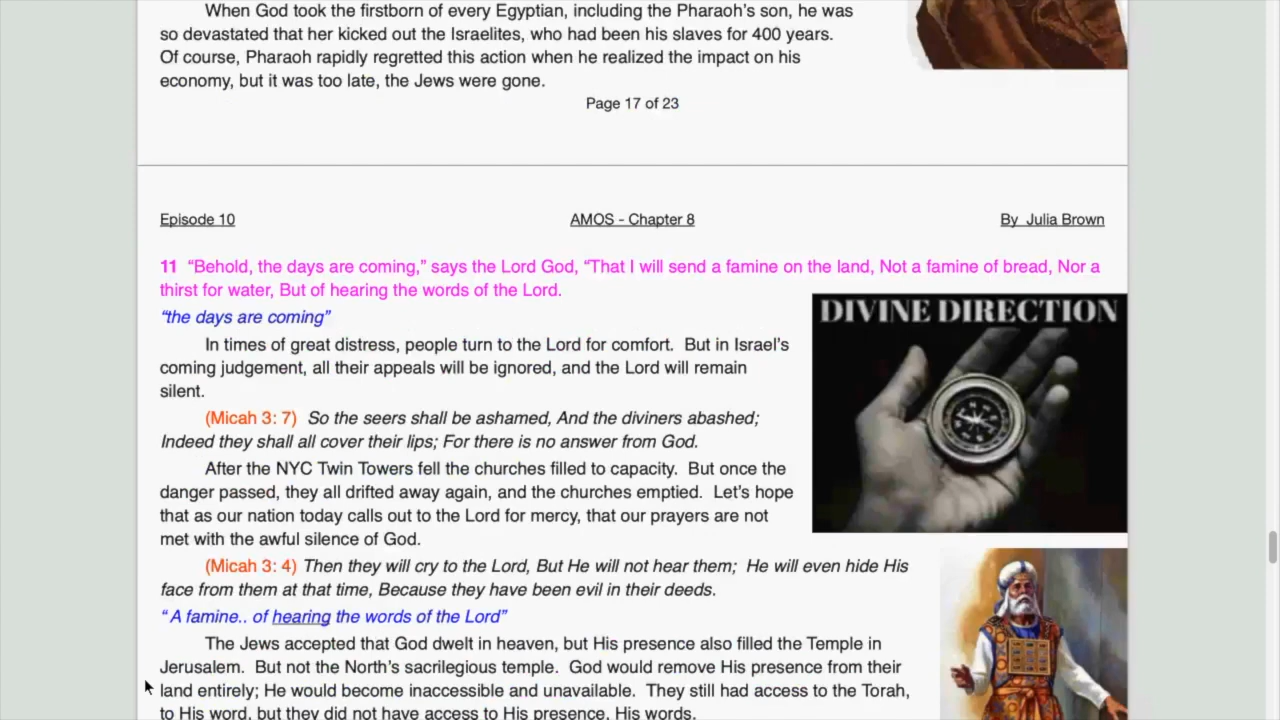 When God took the firstborn of every Egyptian, including the Pharaoh's son, he was
so devastated that her kicked out the Israelites, who had been his slaves for 400 years.
Of course, Pharaoh rapidly regretted this action when he realized the impact on his
economy, but it was too late, the Jews were gone.
Page 17 of 23
Episode 10 AMOS - Chapter 8 By Julia Brown
11 “Behold, the days are coming,” says the Lord God, “That I will send a famine on the land, Not a famine of bread, Nor a
thirst for water, But of hearing the words of the Lord.
“the days are coming”
DIVINE DIRECTION
In times of great distress, people turn to the Lord for comfort. But in Israel's
coming judgement, all their appeals will be ignored, and the Lord will remain
silent.
(Micah 3: 7) So the seers shall be ashamed, And the diviners abashed;
Indeed they shall all cover their lips; For there is no answer from God.
After the NYC Twin Towers fell the churches filled to capacity. But once the
danger passed, they all drifted away again, and the churches emptied. Let's hope
that as our nation today calls out to the Lord for mercy, that our prayers are not
met with the awful silence of God.
(Micah 3: 4) Then they will cry to the Lord, But He will not hear them; He will even hide His
face from them at that time, Because they have been evil in their deeds.
“ A famine.. of hearing the words of the Lord”
The Jews accepted that God dwelt in heaven, but His presence also filled the Temple in
Jerusalem. But not the North's sacrilegious temple. God would remove His presence from their
land entirely; He would become inaccessible and unavailable. They still had access to the Torah,
to His word, but they did not have access to His presence, His words.